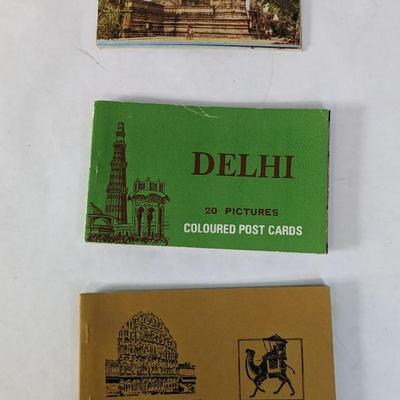 DELHI
20 PICTURES
COLOURED POST CARDS